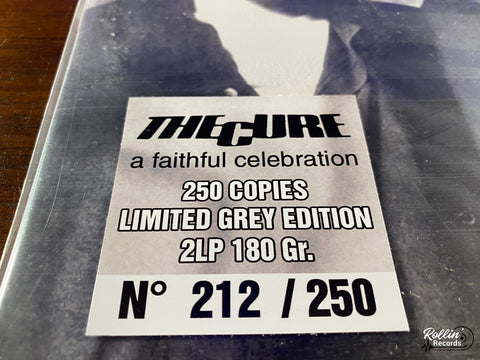 THE CURE
a faithful celebration
250 COPIES
LIMITED GREY EDITION
2LP 180 Gr.
N° 212 / 250
Rollin'
Records